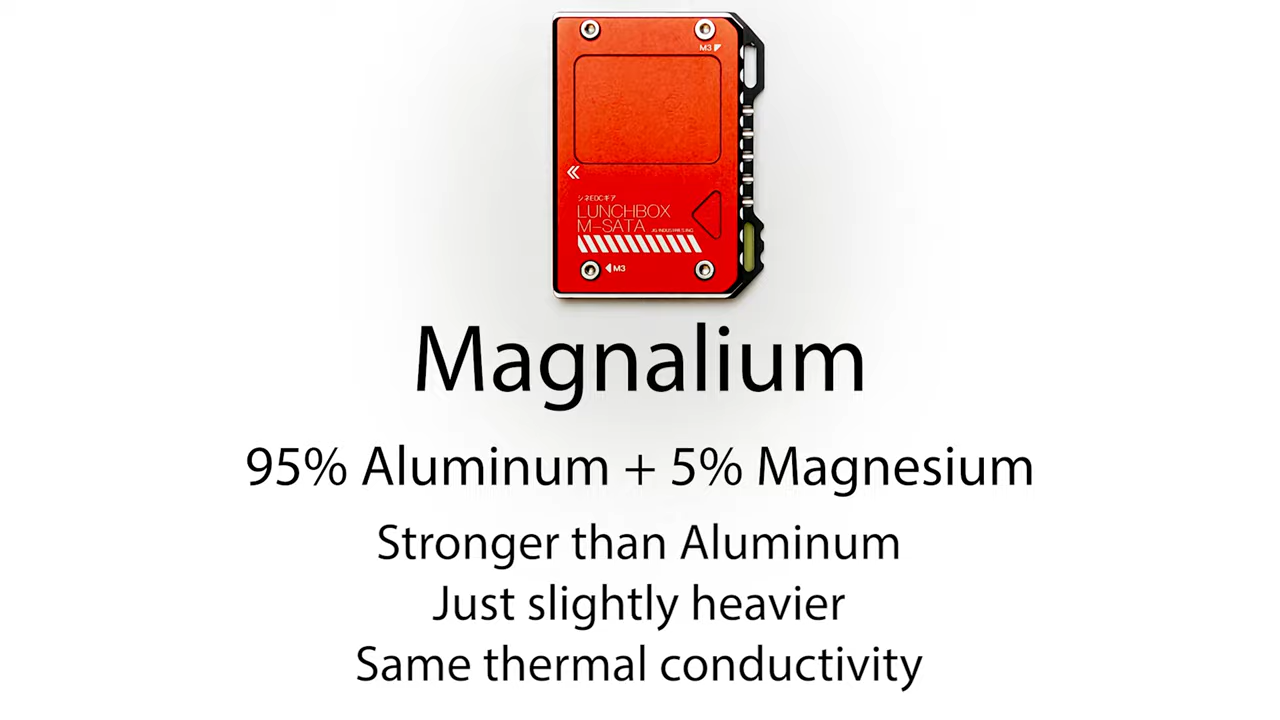 M3
シネEDCギア
LUNCHBOX
M-SATA
M3
Magnalium
95% Aluminum + 5% Magnesium
Stronger than Aluminum
Just slightly heavier
Same thermal conductivity